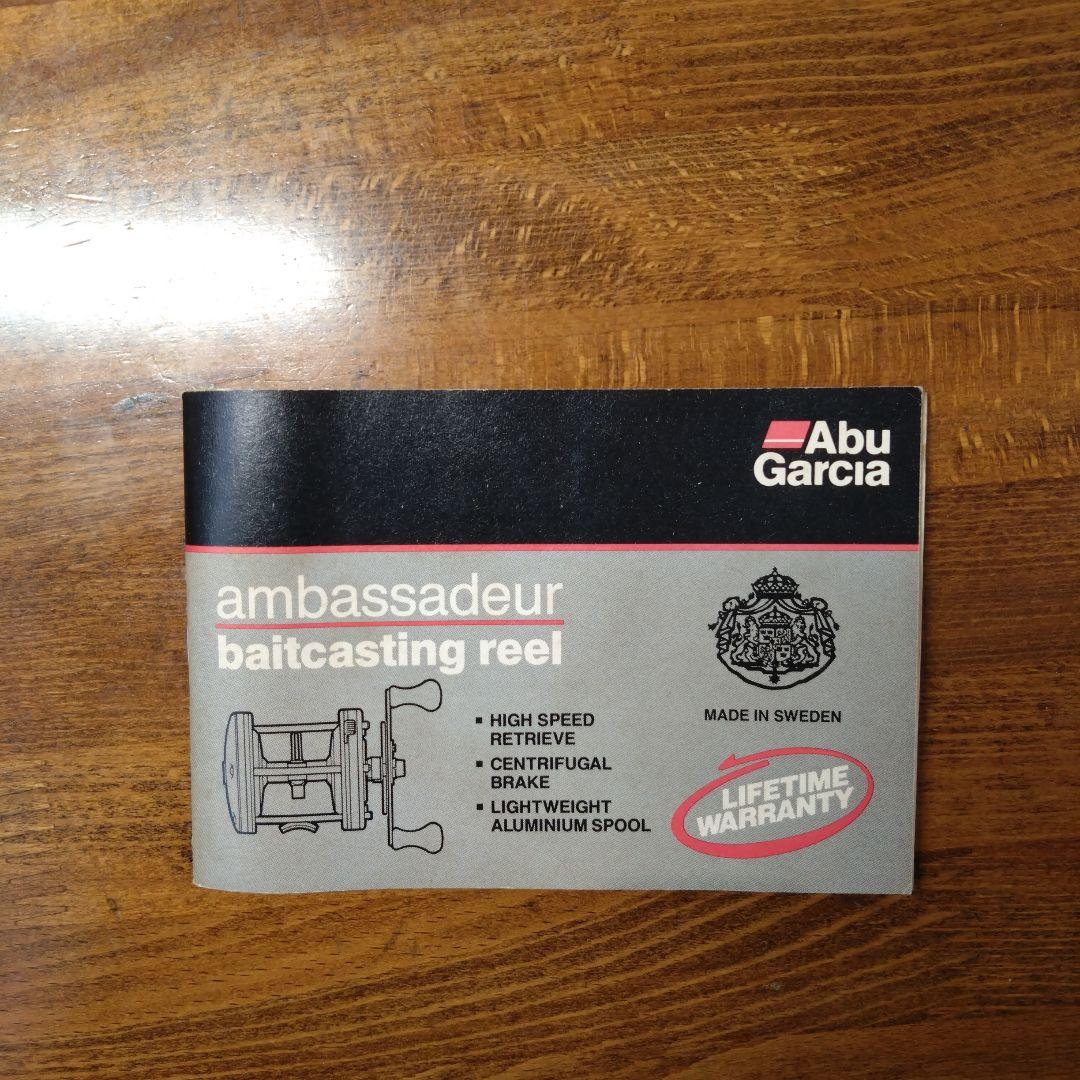 Abu
Garcia
ambassadeur
baitcasting reel
▪ HIGH SPEED
RETRIEVE
▪ CENTRIFUGAL
BRAKE
▪ LIGHTWEIGHT
ALUMINIUM SPOOL
MADE IN SWEDEN
LIFETIME
WARRANTY